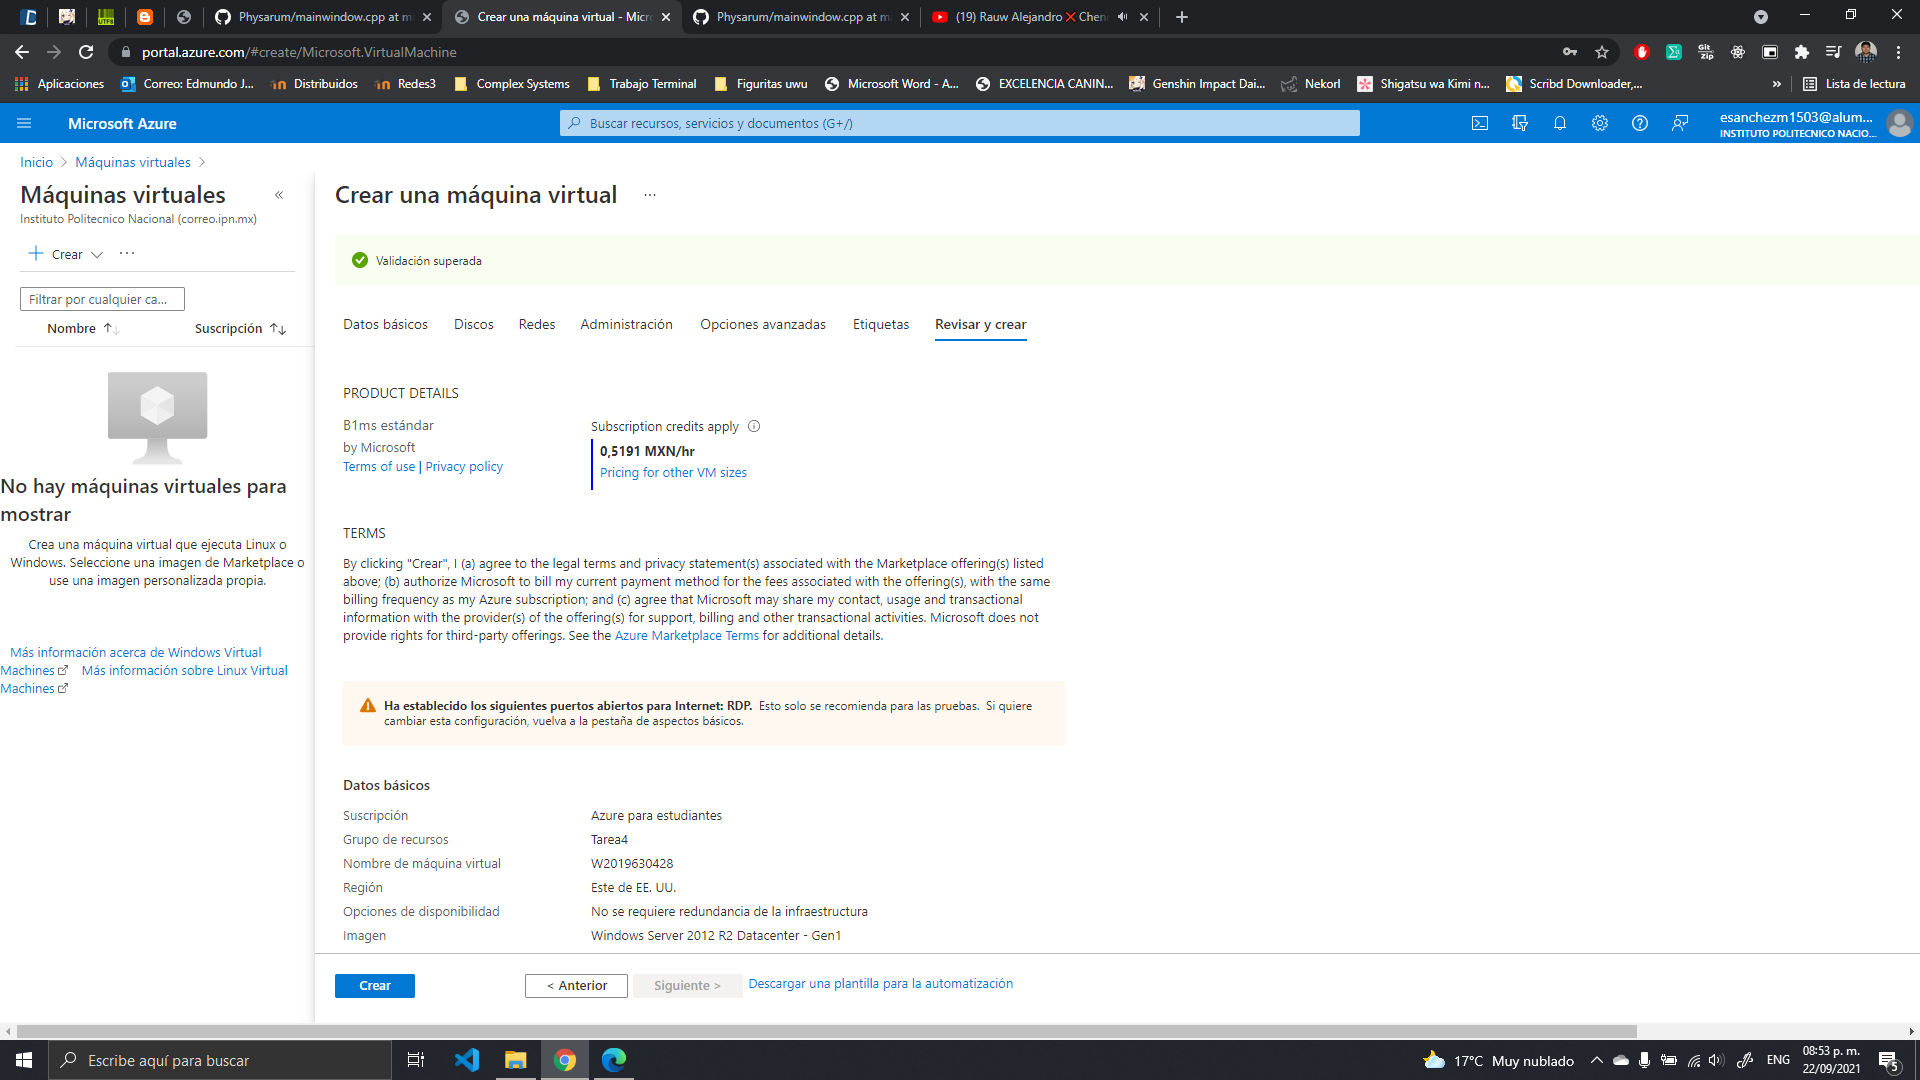 Physarum/mainwindow.cpp at m
Crear una máquina virtual - Micr
Physarum/mainwindow.cpp at m
(19) Rauw Alejandro❌Chen
portal.azure.com/#create/Microsoft.VirtualMachine
Aplicaciones
Correo: Edmundo J...
Distribuidos
Redes3
Complex Systems
Trabajo Terminal
Figuritas uwu
Microsoft Word - A...
EXCELENCIA CANIN...
Genshin Impact Dai...
Nekorl
Shigatsu wa Kimi n...
Scribd Downloader,...
»
Lista de lectura
Microsoft Azure
Buscar recursos, servicios y documentos (G+/)
esanchezm1503@alum...
INSTITUTO POLITECNICO NACIO...
Inicio > Máquinas virtuales >
Máquinas virtuales «
Instituto Politecnico Nacional (correo.ipn.mx)
+ Crear ...
Filtrar por cualquier ca...
Nombre Suscripción
No hay máquinas virtuales para
mostrar
Crea una máquina virtual que ejecuta Linux o
Windows. Seleccione una imagen de Marketplace o
use una imagen personalizada propia.
Más información acerca de Windows Virtual
Machines Más información sobre Linux Virtual
Machines
Crear una máquina virtual ...
Validación superada
Datos básicos Discos Redes Administración Opciones avanzadas Etiquetas Revisar y crear
PRODUCT DETAILS
B1ms estándar
by Microsoft
Terms of use | Privacy policy
Subscription credits apply
0,5191 MXN/hr
Pricing for other VM sizes
TERMS
By clicking "Crear", I (a) agree to the legal terms and privacy statement(s) associated with the Marketplace offering(s) listed
above; (b) authorize Microsoft to bill my current payment method for the fees associated with the offering(s), with the same
billing frequency as my Azure subscription; and (c) agree that Microsoft may share my contact, usage and transactional
information with the provider(s) of the offering(s) for support, billing and other transactional activities. Microsoft does not
provide rights for third-party offerings. See the Azure Marketplace Terms for additional details.
Ha establecido los siguientes puertos abiertos para Internet: RDP. Esto solo se recomienda para las pruebas. Si quiere
cambiar esta configuración, vuelva a la pestaña de aspectos básicos.
Datos básicos
Suscripción Azure para estudiantes
Grupo de recursos Tarea4
Nombre de máquina virtual W2019630428
Región Este de EE. UU.
Opciones de disponibilidad No se requiere redundancia de la infraestructura
Imagen Windows Server 2012 R2 Datacenter - Gen1
Crear
< Anterior
Siguiente >
Descargar una plantilla para la automatización
Escribe aquí para buscar
17°C Muy nublado
ENG
08:53 p. m.
22/09/2021
5